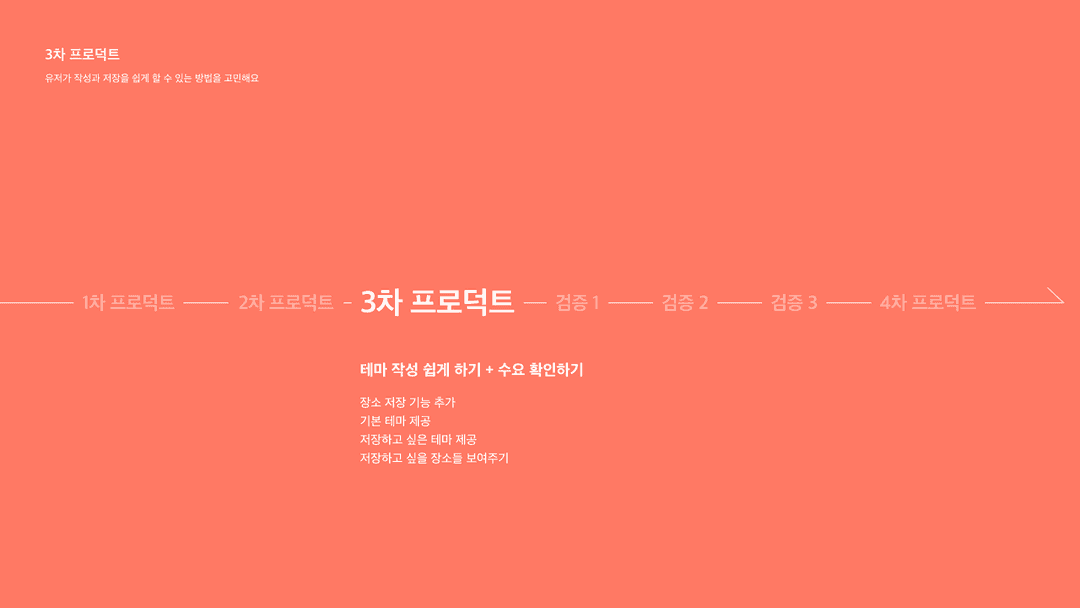 3차 프로덕트
유저가 작성과 저장을 쉽게 할 수 있는 방법을 고민해요
1차 프로덕트 2차 프로덕트 3차 프로덕트 검증 1 검증 2 검증 3 4차 프로덕트
테마 작성 쉽게 하기 + 수요 확인하기
장소 저장 기능 추가
기본 테마 제공
저장하고 싶은 테마 제공
저장하고 싶을 장소들 보여주기